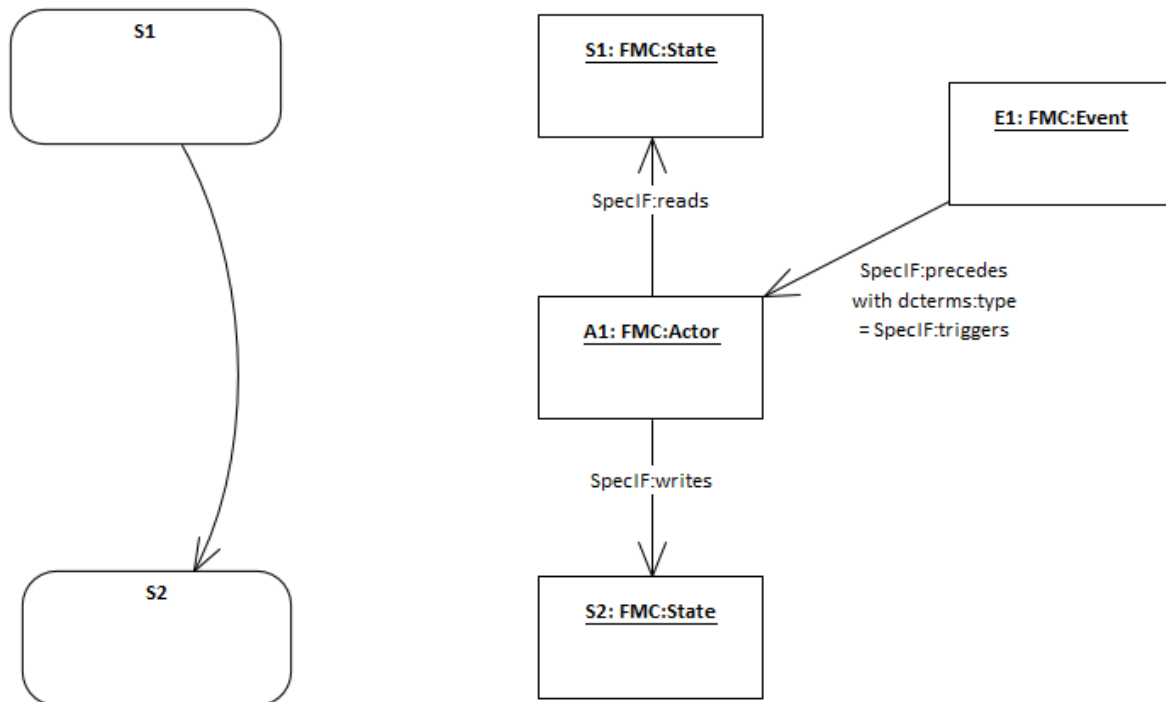 S1
S1: FMC:State
E1: FMC:Event
SpecIF:reads
SpecIF:precedes
with dcterms:type
= SpecIF:triggers
A1: FMC:Actor
SpecIF:writes
S2
S2: FMC:State